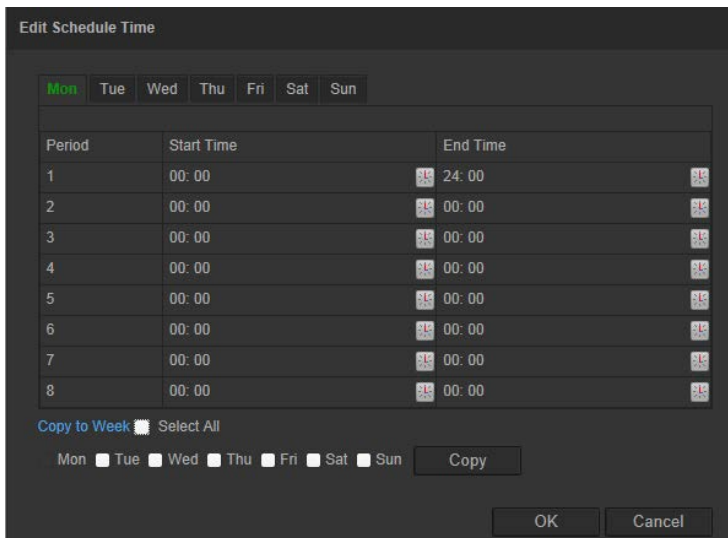 Edit Schedule Time
Mon Tue Wed Thu Fri Sat Sun
Period Start Time End Time
1 00: 00 24: 00
2 00: 00 00: 00
3 00: 00 00: 00
4 00: 00 00: 00
5 00: 00 00: 00
6 00: 00 00: 00
7 00: 00 00: 00
8 00: 00 00: 00
Copy to Week Select All
Mon Tue Wed Thu Fri Sat Sun Copy
OK Cancel